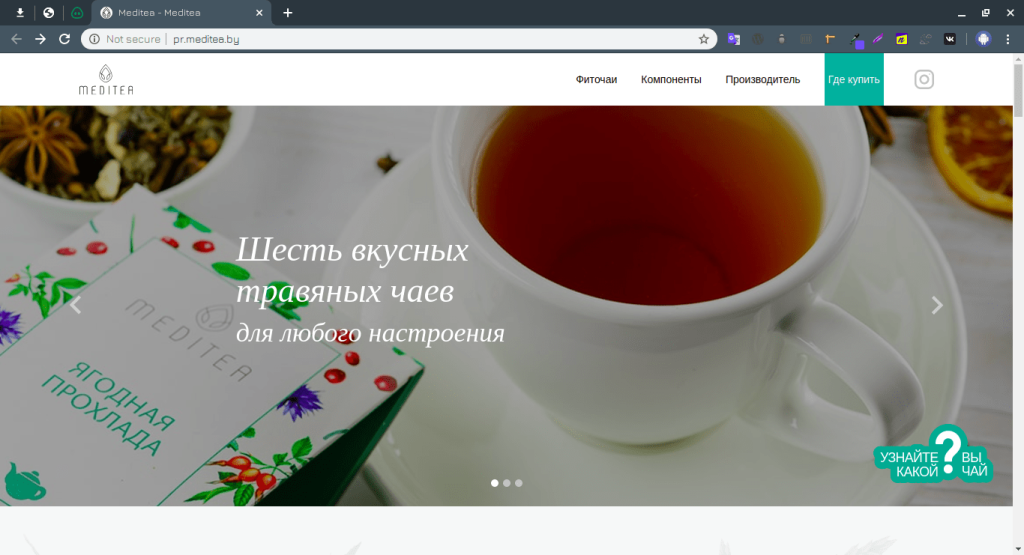 Meditea - Meditea
Not secure
pr.meditea.by
MEDITEA
Фиточаи
Компоненты
Производитель
Где купить
Шесть вкусных
травяных чаев
для любого настроения
MEDITEA
ЯГОДНАЯ
ПРОХЛАДА
УЗНАЙТЕ ? ВЫ
КАКОЙ ЧАЙ